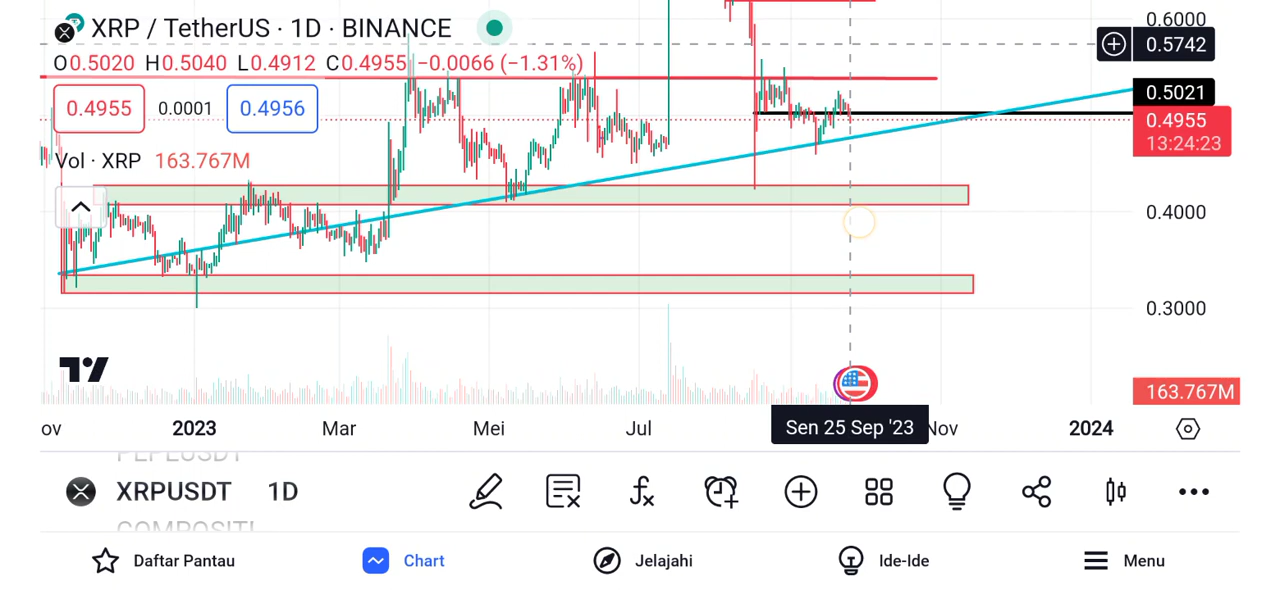 XRP / TetherUS · 1D · BINANCE
O0.5020 H0.5040 L0.4912 C0.4955 −0.0066 (−1.31%)
0.4955 0.0001 0.4956
Vol · XRP 163.767M
0.6000
0.5742
0.5021
0.4955
13:24:23
0.4000
0.3000
163.767M
ov 2023 Mar Mei Jul Sen 25 Sep '23 Nov 2024
PEPEUSDT
XRPUSDT 1D
Daftar Pantau Chart Jelajahi Ide-Ide Menu